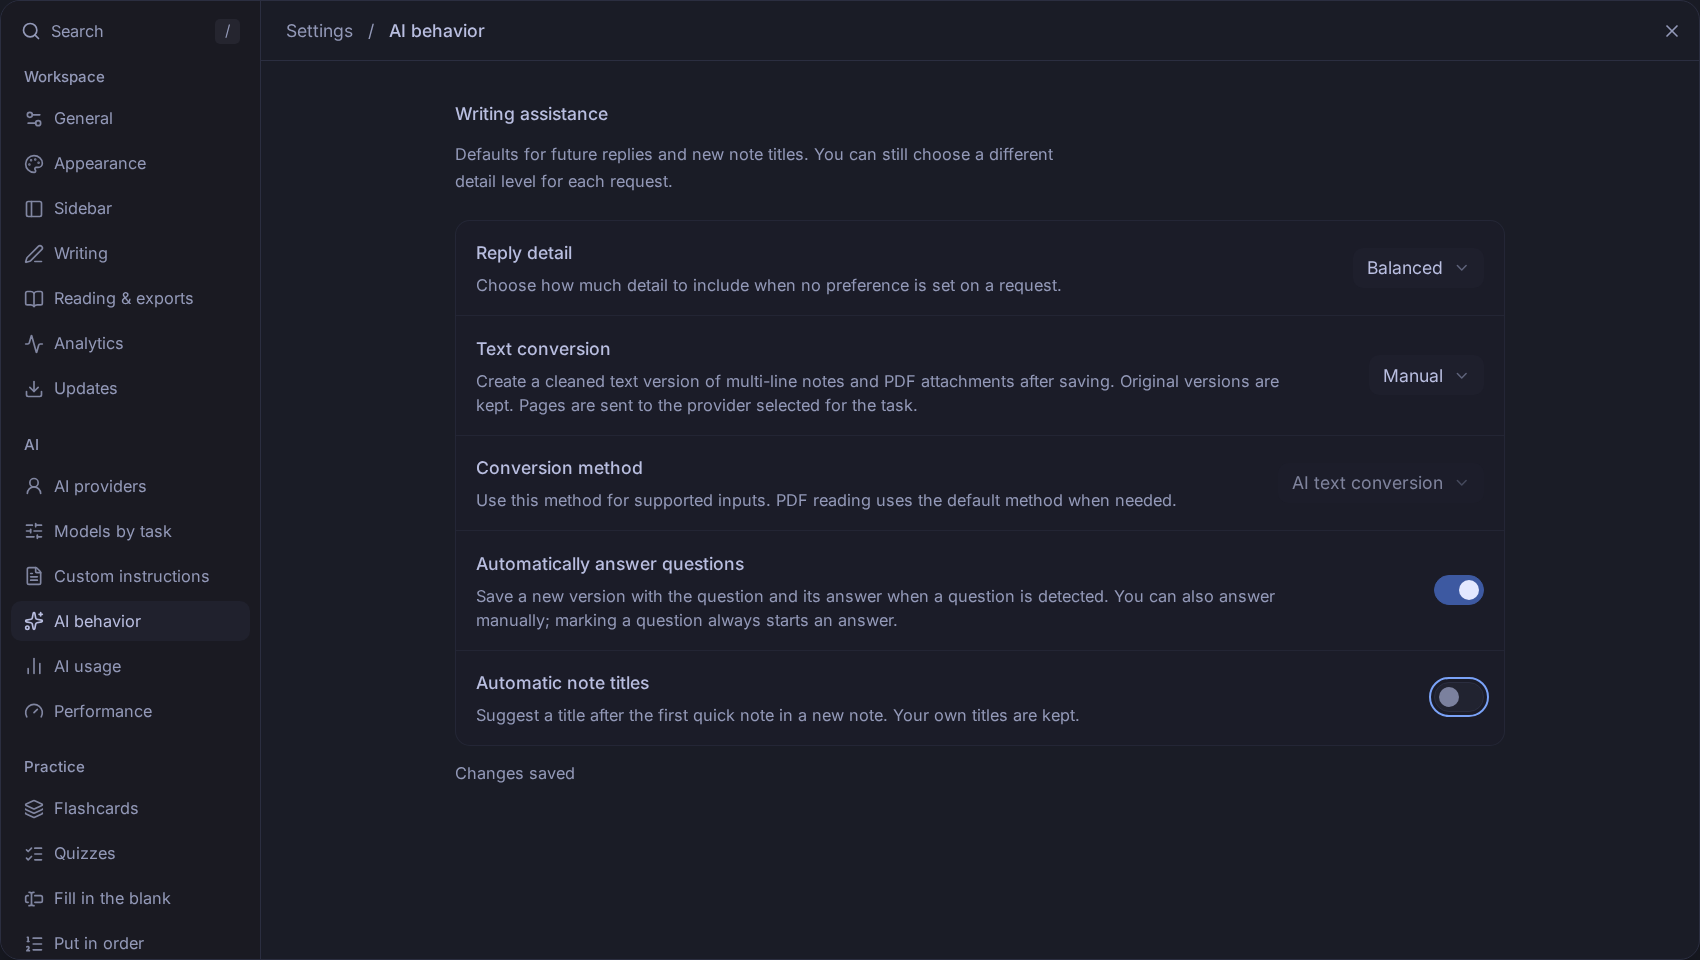 Search
/
Workspace
General
Appearance
Sidebar
Writing
Reading & exports
Analytics
Updates
AI
AI providers
Models by task
Custom instructions
AI behavior
AI usage
Performance
Practice
Flashcards
Quizzes
Fill in the blank
Put in order
Settings / AI behavior
Writing assistance
Defaults for future replies and new note titles. You can still choose a different
detail level for each request.
Reply detail
Choose how much detail to include when no preference is set on a request.
Balanced
Text conversion
Create a cleaned text version of multi-line notes and PDF attachments after saving. Original versions are
kept. Pages are sent to the provider selected for the task.
Manual
Conversion method
Use this method for supported inputs. PDF reading uses the default method when needed.
AI text conversion
Automatically answer questions
Save a new version with the question and its answer when a question is detected. You can also answer
manually; marking a question always starts an answer.
Automatic note titles
Suggest a title after the first quick note in a new note. Your own titles are kept.
Changes saved